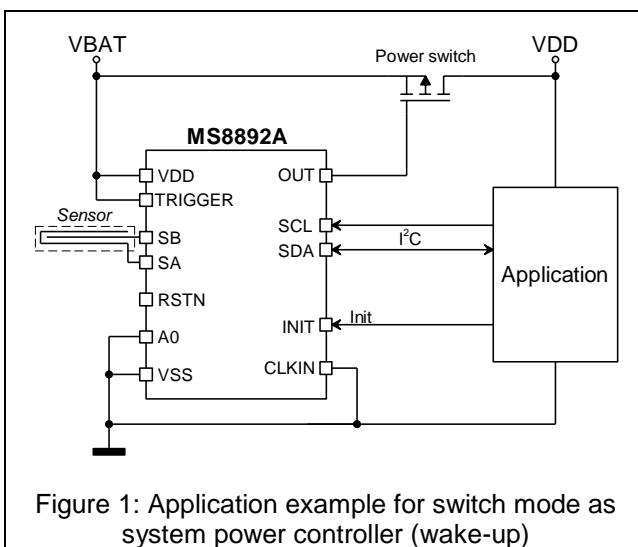 VBAT
VDD
Power switch
MS8892A
VDD
OUT
TRIGGER
Sensor
SCL
SB
I²C
SDA
SA
Application
RSTN
INIT
Init
A0
CLKIN
VSS
Figure 1: Application example for switch mode as
system power controller (wake-up)